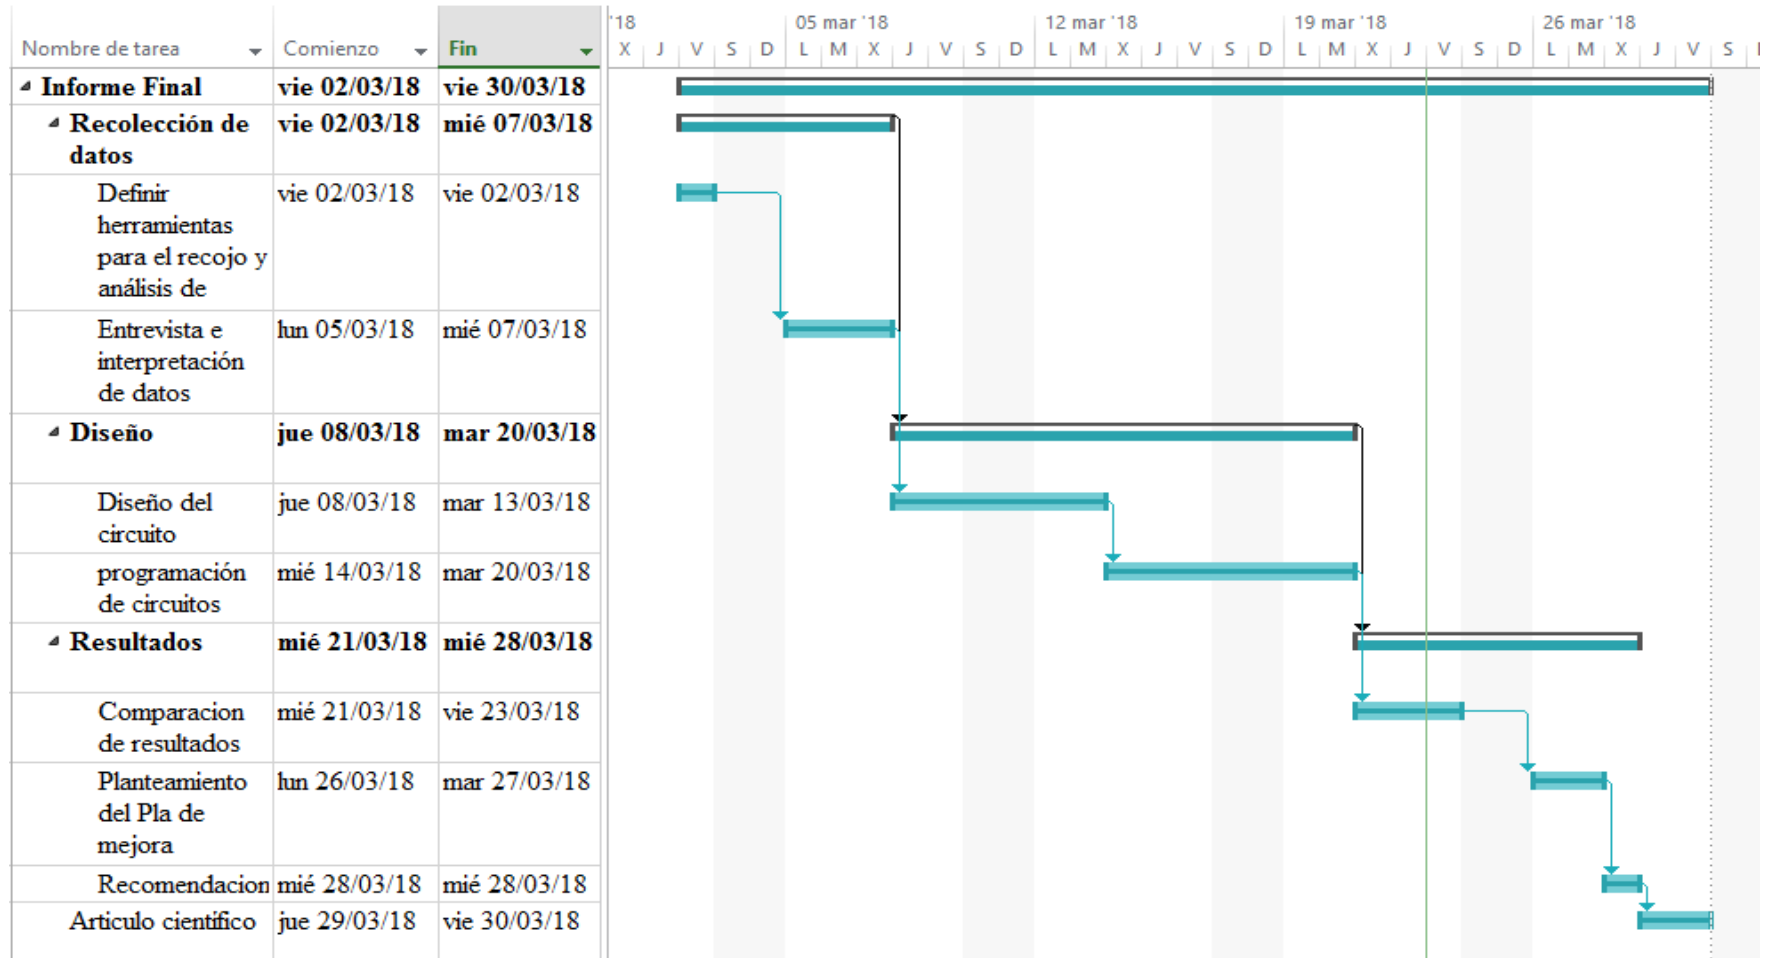 '18 05 mar '18 12 mar '18 19 mar '18 26 mar '18
Nombre de tarea Comienzo Fin X J V S D L M X J V S D L M X J V S D L M X J V S D L M X J V S
Informe Final vie 02/03/18 vie 30/03/18
Recolección de vie 02/03/18 mié 07/03/18
datos
Definir vie 02/03/18 vie 02/03/18
herramientas
para el recojo y
análisis de
Entrevista e lun 05/03/18 mié 07/03/18
interpretación
de datos
Diseño jue 08/03/18 mar 20/03/18
Diseño del jue 08/03/18 mar 13/03/18
circuito
programación mié 14/03/18 mar 20/03/18
de circuitos
Resultados mié 21/03/18 mié 28/03/18
Comparacion mié 21/03/18 vie 23/03/18
de resultados
Planteamiento lun 26/03/18 mar 27/03/18
del Pla de
mejora
Recomendacion mié 28/03/18 mié 28/03/18
Articulo científico jue 29/03/18 vie 30/03/18